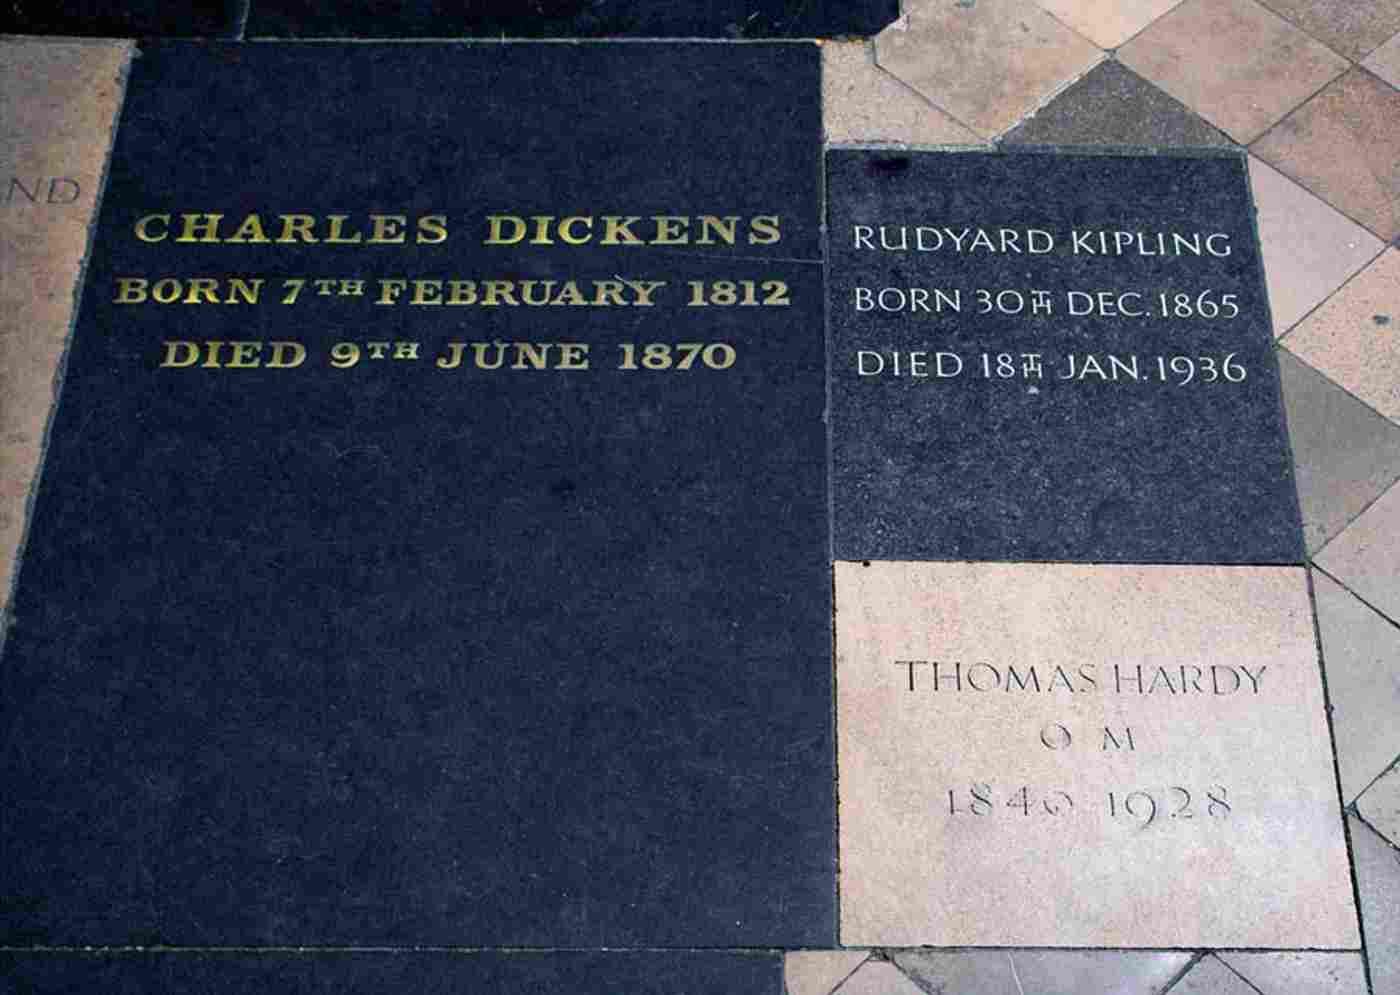 ND
CHARLES DICKENS
BORN 7TH FEBRUARY 1812
DIED 9TH JUNE 1870
RUDYARD KIPLING
BORN 30TH DEC. 1865
DIED 18TH JAN. 1936
THOMAS HARDY
O M
1840 1928